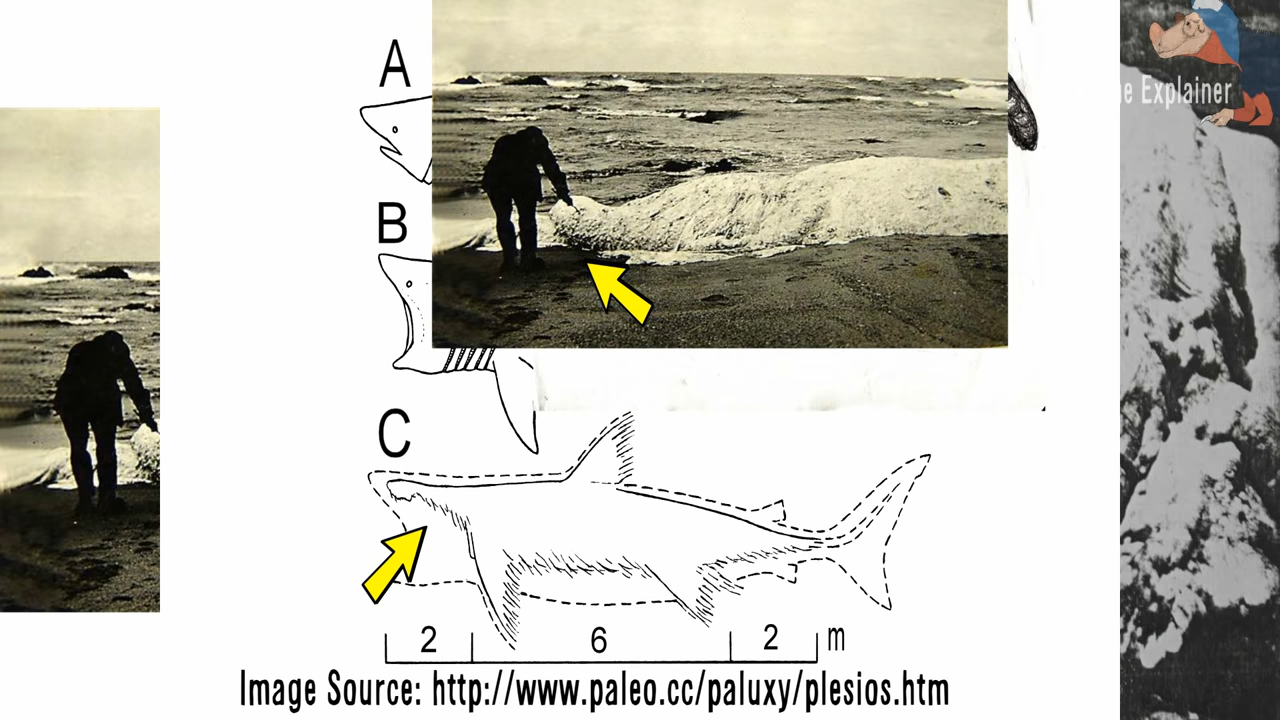 A
e Explainer
B
C
2 6 2 m
Image Source: http://www.paleo.cc/paluxy/plesios.htm